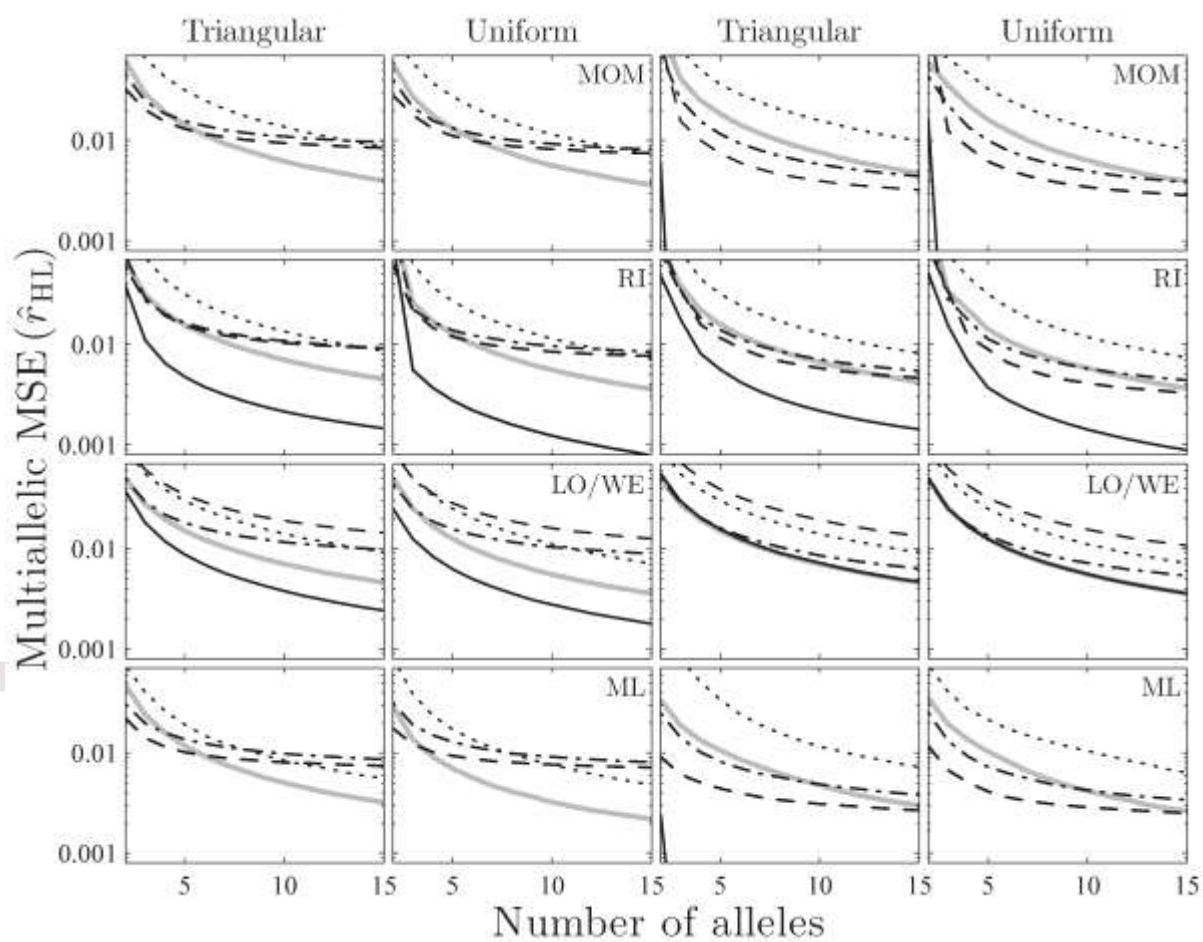 Triangular Uniform Triangular Uniform
MOM MOM
0.01
0.001
RI RI
0.01
0.001
LO/WE LO/WE
0.01
0.001
ML ML
0.01
0.001
5 10 15 5 10 15 5 10 15 5 10 15
Number of alleles
Multiallelic MSE (r̂HL)